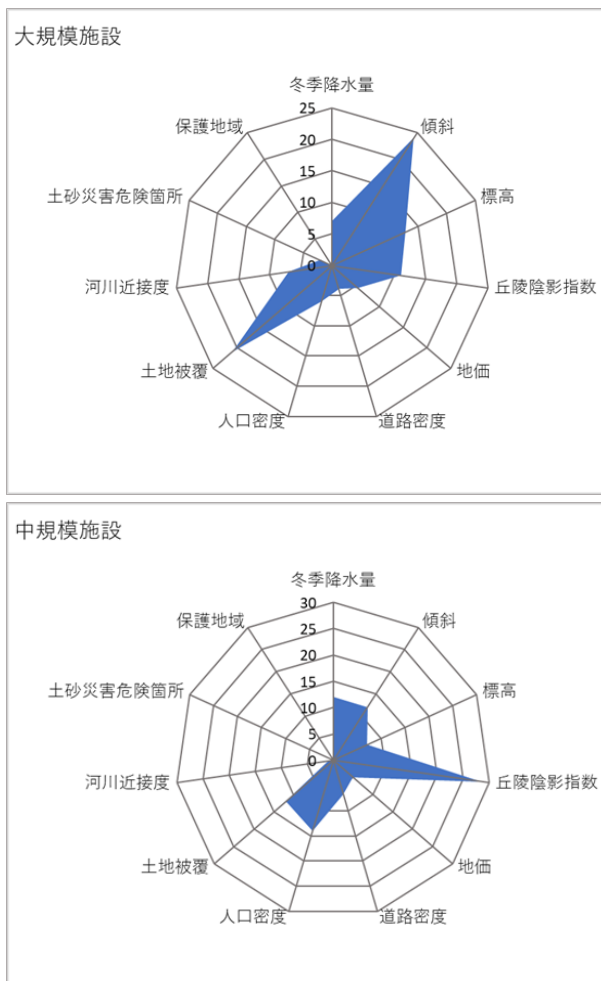 大規模施設
冬季降水量
傾斜
標高
丘陵陰影指数
地価
道路密度
人口密度
土地被覆
河川近接度
土砂災害危険箇所
保護地域
25
20
15
10
5
0
中規模施設
冬季降水量
傾斜
標高
丘陵陰影指数
地価
道路密度
人口密度
土地被覆
河川近接度
土砂災害危険箇所
保護地域
30
25
20
15
10
5
0